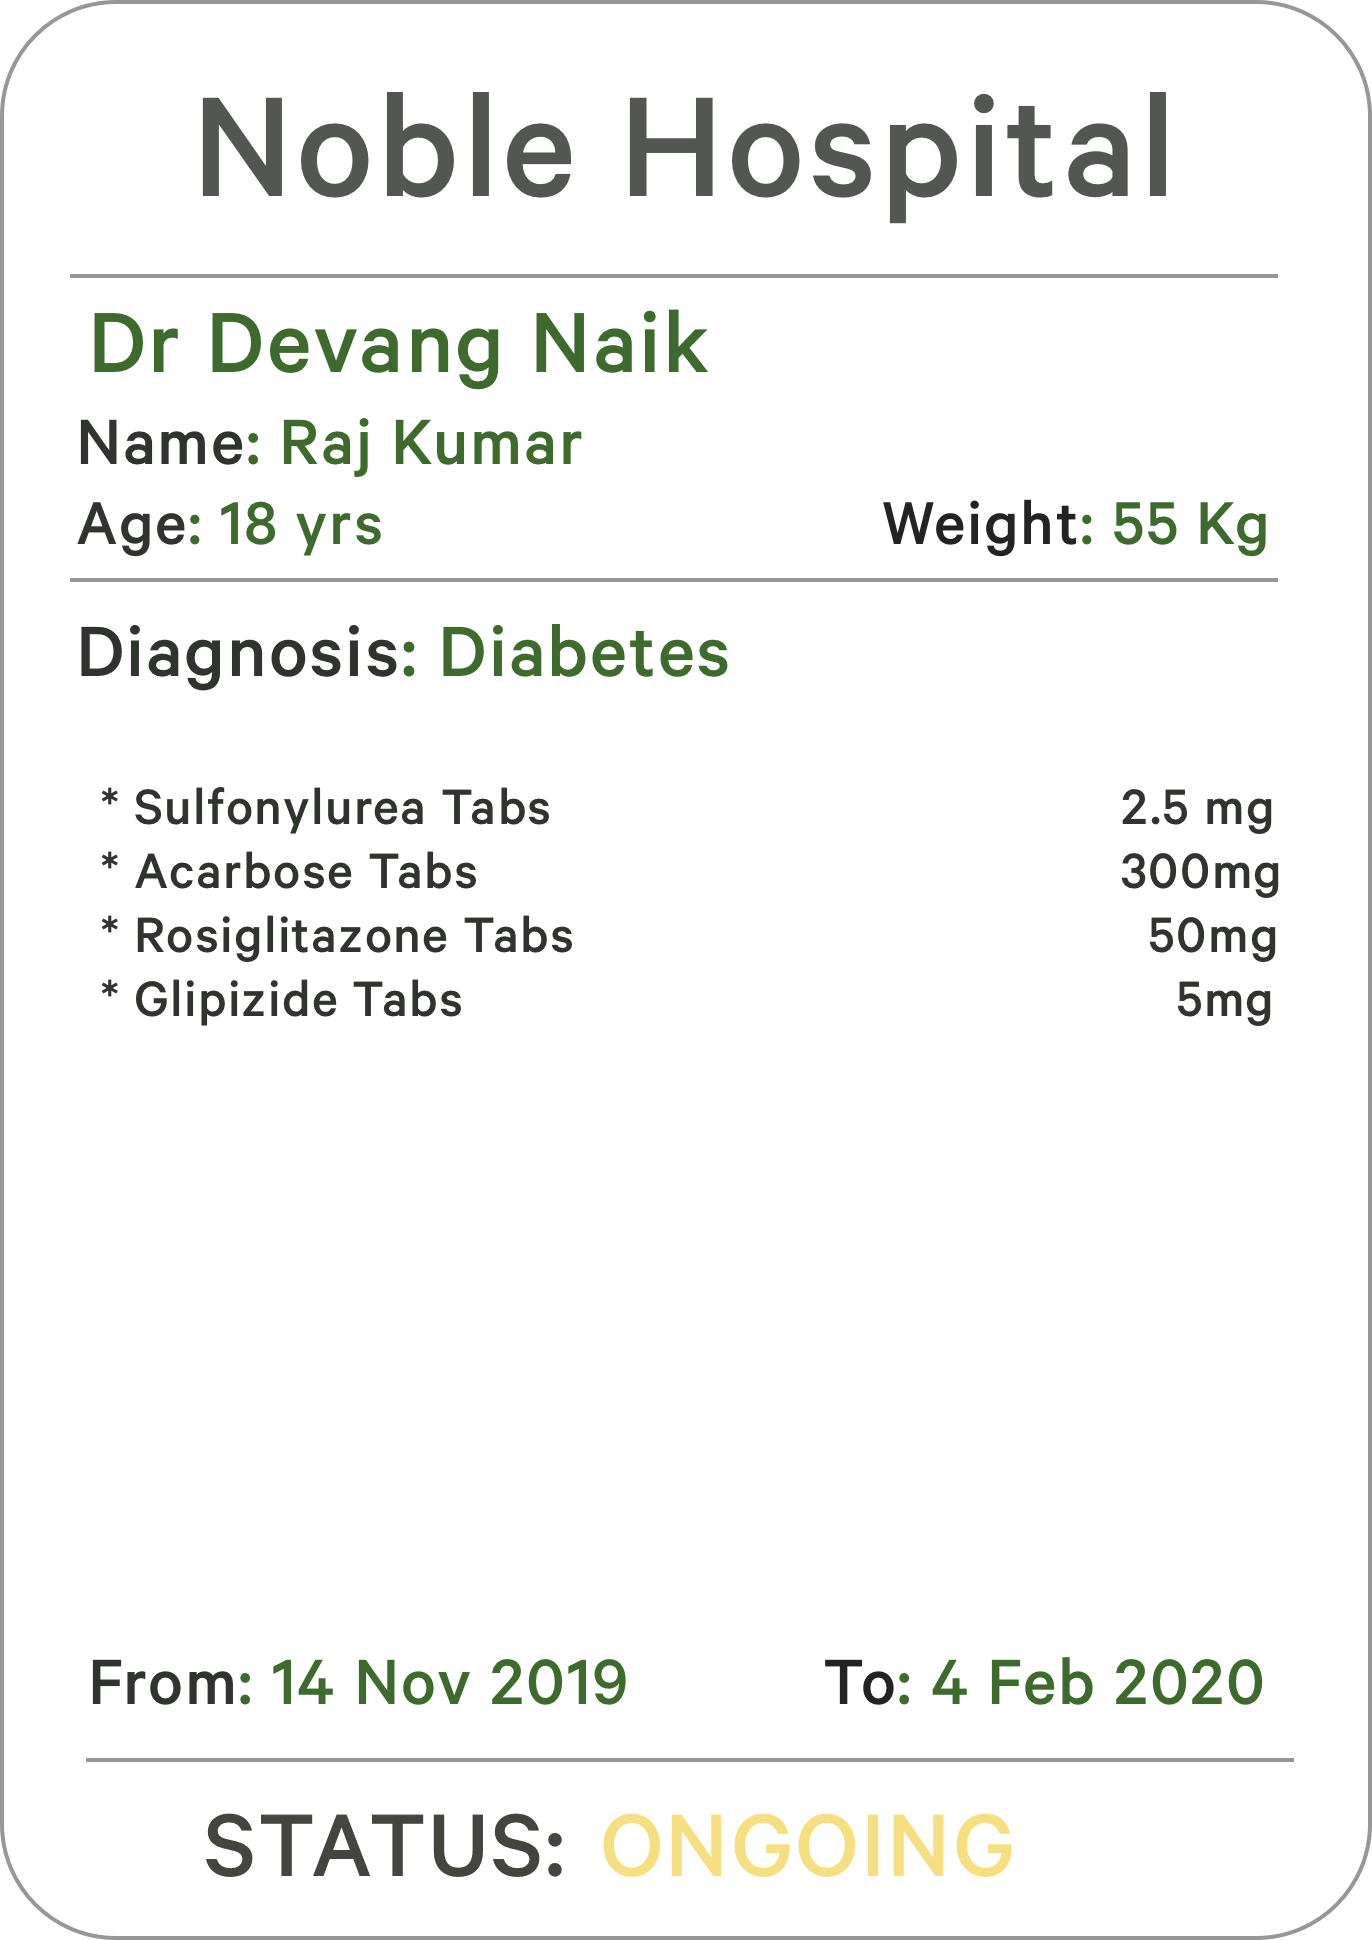 Noble Hospital
Dr Devang Naik
Name: Raj Kumar
Age: 18 yrs Weight: 55 Kg
Diagnosis: Diabetes
* Sulfonylurea Tabs 2.5 mg
* Acarbose Tabs 300mg
* Rosiglitazone Tabs 50mg
* Glipizide Tabs 5mg
From: 14 Nov 2019 To: 4 Feb 2020
STATUS: ONGOING